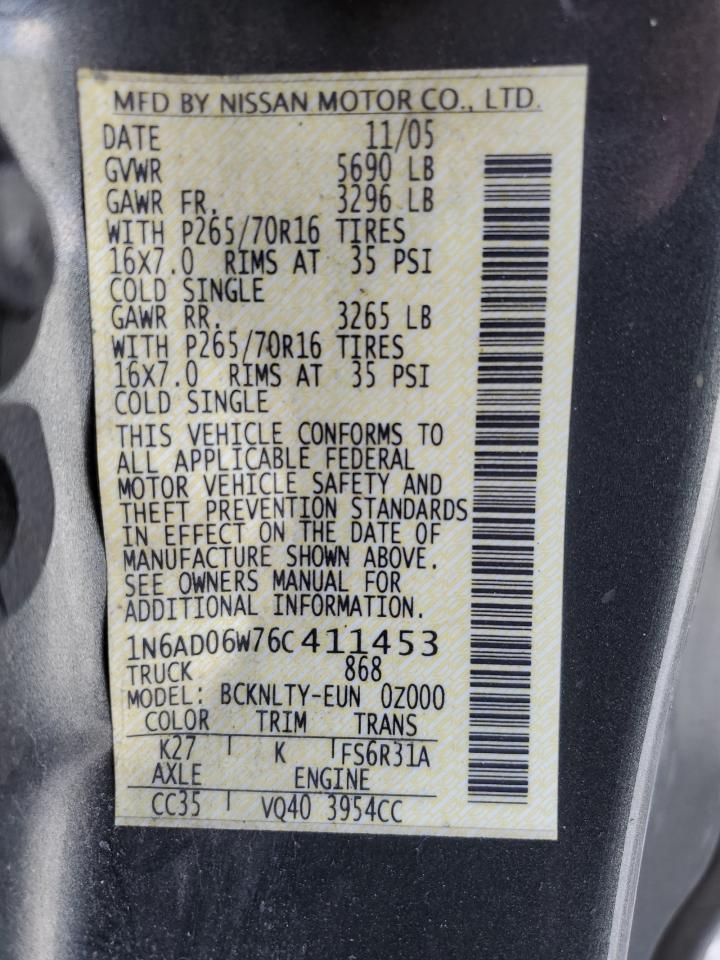 MFD BY NISSAN MOTOR CO., LTD.
DATE 11/05
GVWR 5690 LB
GAWR FR. 3296 LB
WITH P265/70R16 TIRES
16X7.0 RIMS AT 35 PSI
COLD SINGLE
GAWR RR. 3265 LB
WITH P265/70R16 TIRES
16X7.0 RIMS AT 35 PSI
COLD SINGLE
THIS VEHICLE CONFORMS TO
ALL APPLICABLE FEDERAL
MOTOR VEHICLE SAFETY AND
THEFT PREVENTION STANDARDS
IN EFFECT ON THE DATE OF
MANUFACTURE SHOWN ABOVE.
SEE OWNERS MANUAL FOR
ADDITIONAL INFORMATION.
1N6AD06W76C411453
TRUCK 868
MODEL: BCKNLTY-EUN 0Z000
COLOR TRIM TRANS
K27 K FS6R31A
AXLE ENGINE
CC35 VQ40 3954CC